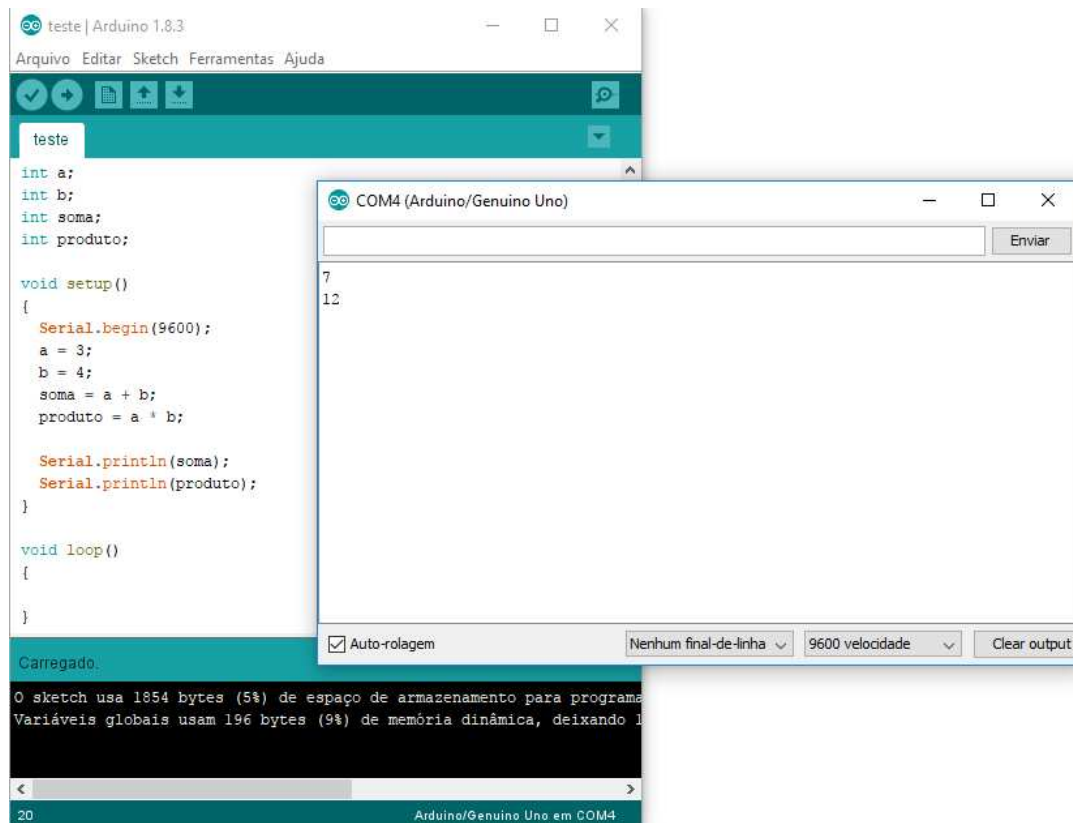 teste | Arduino 1.8.3
Arquivo Editar Sketch Ferramentas Ajuda
teste
int a;
int b;
int soma;
int produto;
void setup()
{
Serial.begin(9600);
a = 3;
b = 4;
soma = a + b;
produto = a * b;
Serial.println(soma);
Serial.println(produto);
}
void loop()
{
}
Carregado.
O sketch usa 1854 bytes (5%) de espaço de armazenamento para programa
Variáveis globais usam 196 bytes (9%) de memória dinâmica, deixando l
20 Arduino/Genuino Uno em COM4
COM4 (Arduino/Genuino Uno)
Enviar
7
12
Auto-rolagem Nenhum final-de-linha 9600 velocidade Clear output